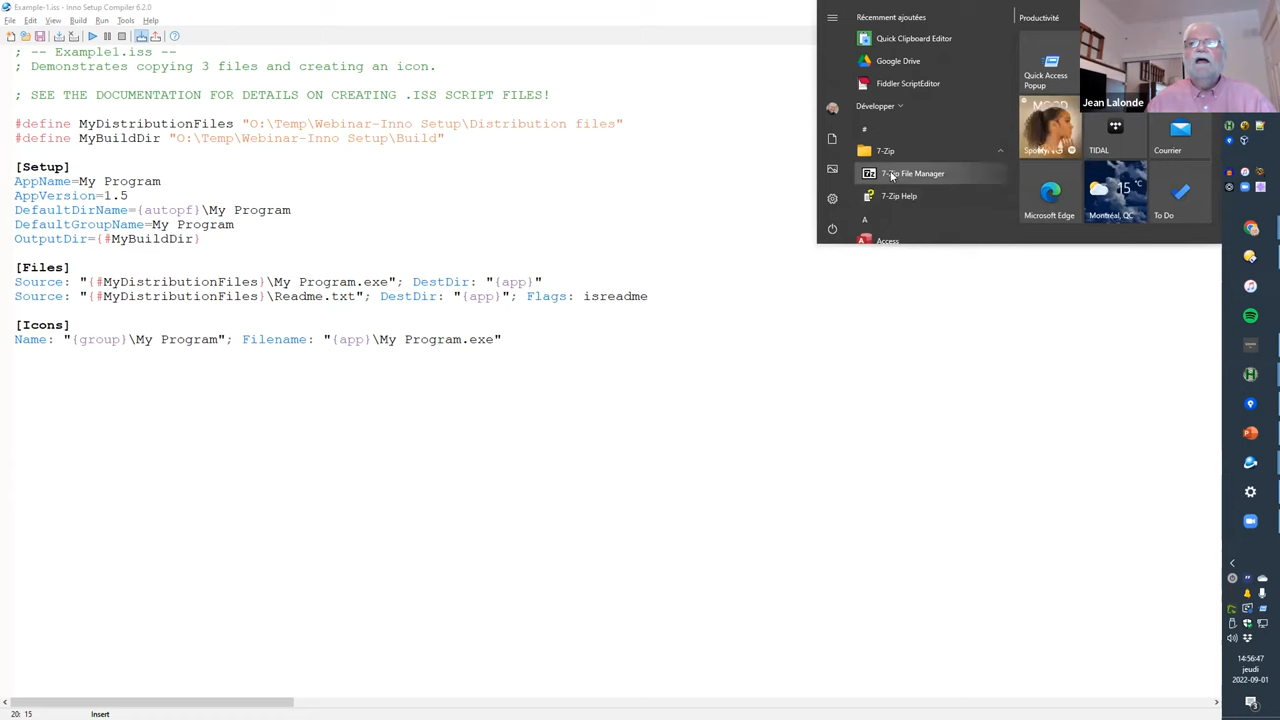 Example-1.iss - Inno Setup Compiler 6.2.0
File Edit View Build Run Tools Help
; -- Example1.iss --
; Demonstrates copying 3 files and creating an icon.
; SEE THE DOCUMENTATION FOR DETAILS ON CREATING .ISS SCRIPT FILES!
#define MyDistributionFiles "O:\Temp\Webinar-Inno Setup\Distribution files"
#define MyBuildDir "O:\Temp\Webinar-Inno Setup\Build"
[Setup]
AppName=My Program
AppVersion=1.5
DefaultDirName={autopf}\My Program
DefaultGroupName=My Program
OutputDir={#MyBuildDir}
[Files]
Source: "{#MyDistributionFiles}\My Program.exe"; DestDir: "{app}"
Source: "{#MyDistributionFiles}\Readme.txt"; DestDir: "{app}"; Flags: isreadme
[Icons]
Name: "{group}\My Program"; Filename: "{app}\My Program.exe"
20: 15 Insert
Récemment ajoutées
Quick Clipboard Editor
Google Drive
Fiddler ScriptEditor
Développer
#
7-Zip
7-Zip File Manager
7-Zip Help
A
Access
Productivité
Quick Access
Popup
MOOD
Spotify
TIDAL
Courrier
Microsoft Edge
15 °C
Montréal, QC
To Do
Jean Lalonde
14:56:47
jeudi
2022-09-01
3